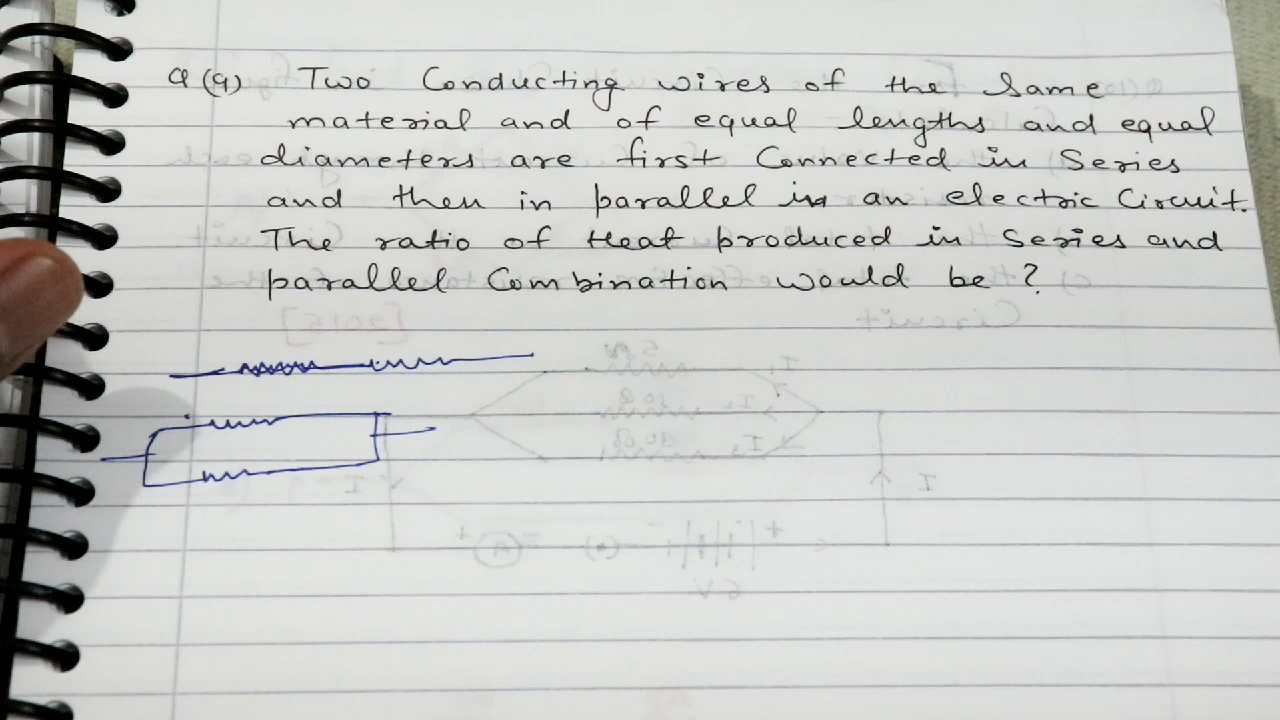 Q (9) Two Conducting wires of the Same
material and of equal lengths and equal
diameters are first Connected in Series
and then in parallel in an electric Circuit.
The ratio of Heat produced in Series and
parallel Combination would be ?